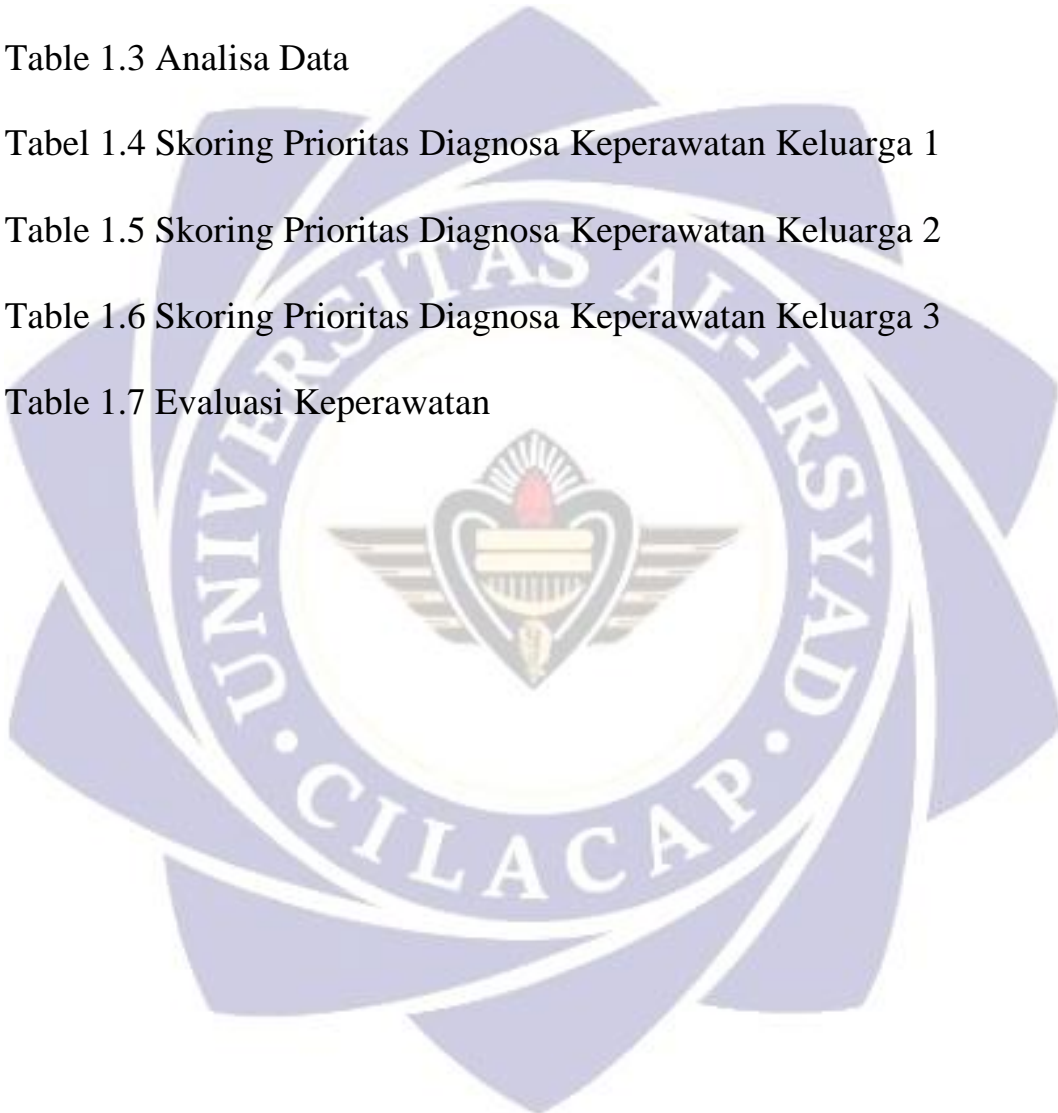 Table 1.3 Analisa Data
Tabel 1.4 Skoring Prioritas Diagnosa Keperawatan Keluarga 1
Table 1.5 Skoring Prioritas Diagnosa Keperawatan Keluarga 2
Table 1.6 Skoring Prioritas Diagnosa Keperawatan Keluarga 3
Table 1.7 Evaluasi Keperawatan
UNIVERSITAS AL-IRSYAD
CILACAP